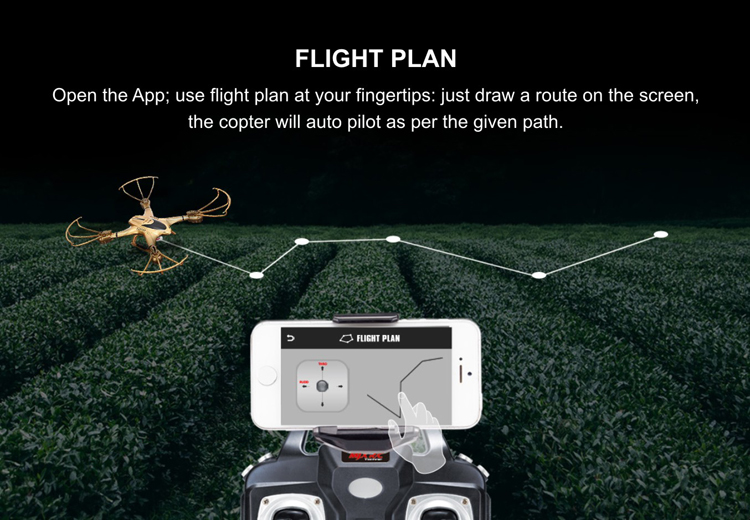 FLIGHT PLAN
Open the App; use flight plan at your fingertips: just draw a route on the screen,
the copter will auto pilot as per the given path.
FLIGHT PLAN